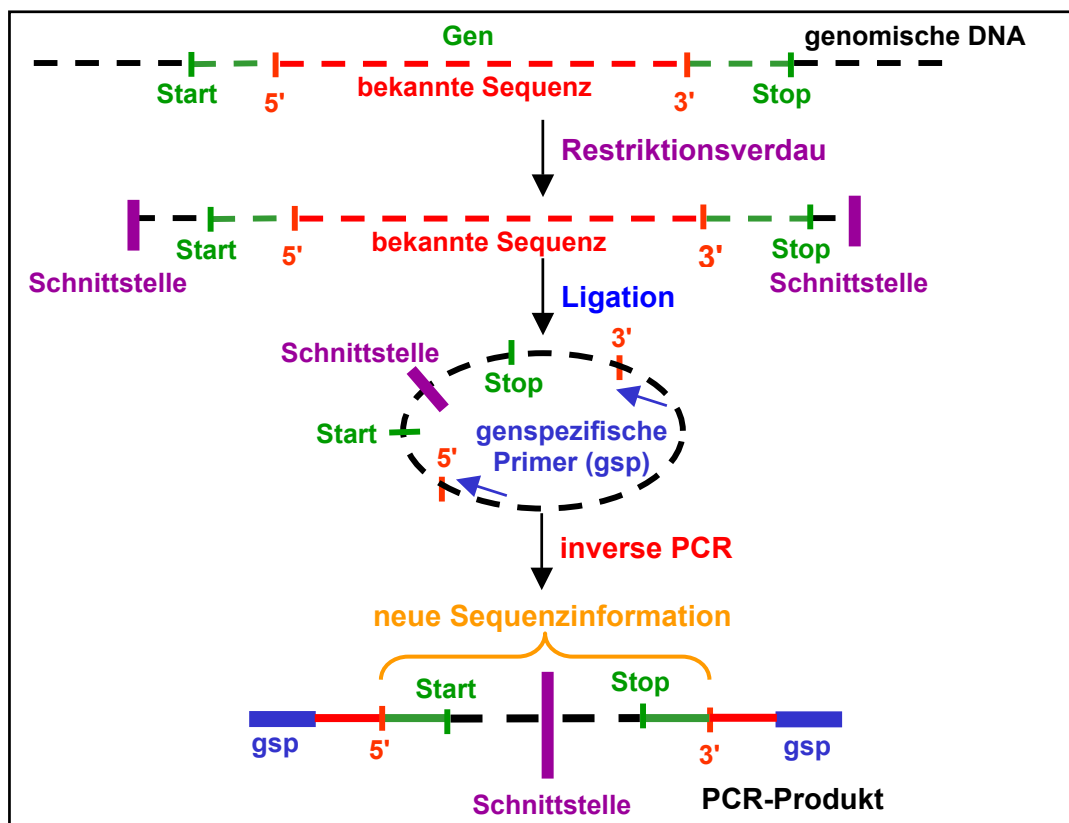 Gen
genomische DNA
Start
5'
bekannte Sequenz
3'
Stop
Restriktionsverdau
Start
5'
bekannte Sequenz
3'
Stop
Schnittstelle
Schnittstelle
Ligation
Schnittstelle
Stop
3'
Start
genspezifische
Primer (gsp)
5'
inverse PCR
neue Sequenzinformation
Start
Stop
gsp
5'
3'
gsp
Schnittstelle
PCR-Produkt